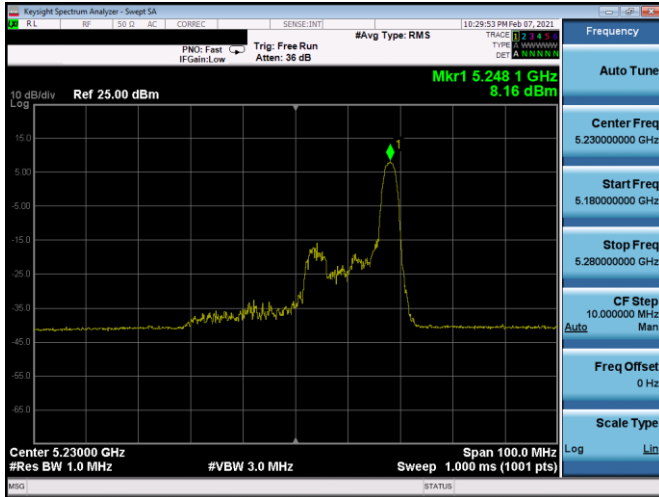 Keysight Spectrum Analyzer - Swept SA
RL RF 50 Ω AC CORREC SENSE:INT 10:29:53 PM Feb 07, 2021
#Avg Type: RMS TRACE 1 2 3 4 5 6
PNO: Fast Trig: Free Run TYPE A WWWWW
IFGain:Low Atten: 36 dB DET A N N N N N
Mkr1 5.248 1 GHz
8.16 dBm
10 dB/div Ref 25.00 dBm
Log
15.0
1
5.00
-5.00
-15.0
-25.0
-35.0
-45.0
-55.0
-65.0
Center 5.23000 GHz Span 100.0 MHz
#Res BW 1.0 MHz #VBW 3.0 MHz Sweep 1.000 ms (1001 pts)
MSG STATUS
Frequency
Auto Tune
Center Freq
5.230000000 GHz
Start Freq
5.180000000 GHz
Stop Freq
5.280000000 GHz
CF Step
10.000000 MHz
Auto Man
Freq Offset
0 Hz
Scale Type
Log Lin